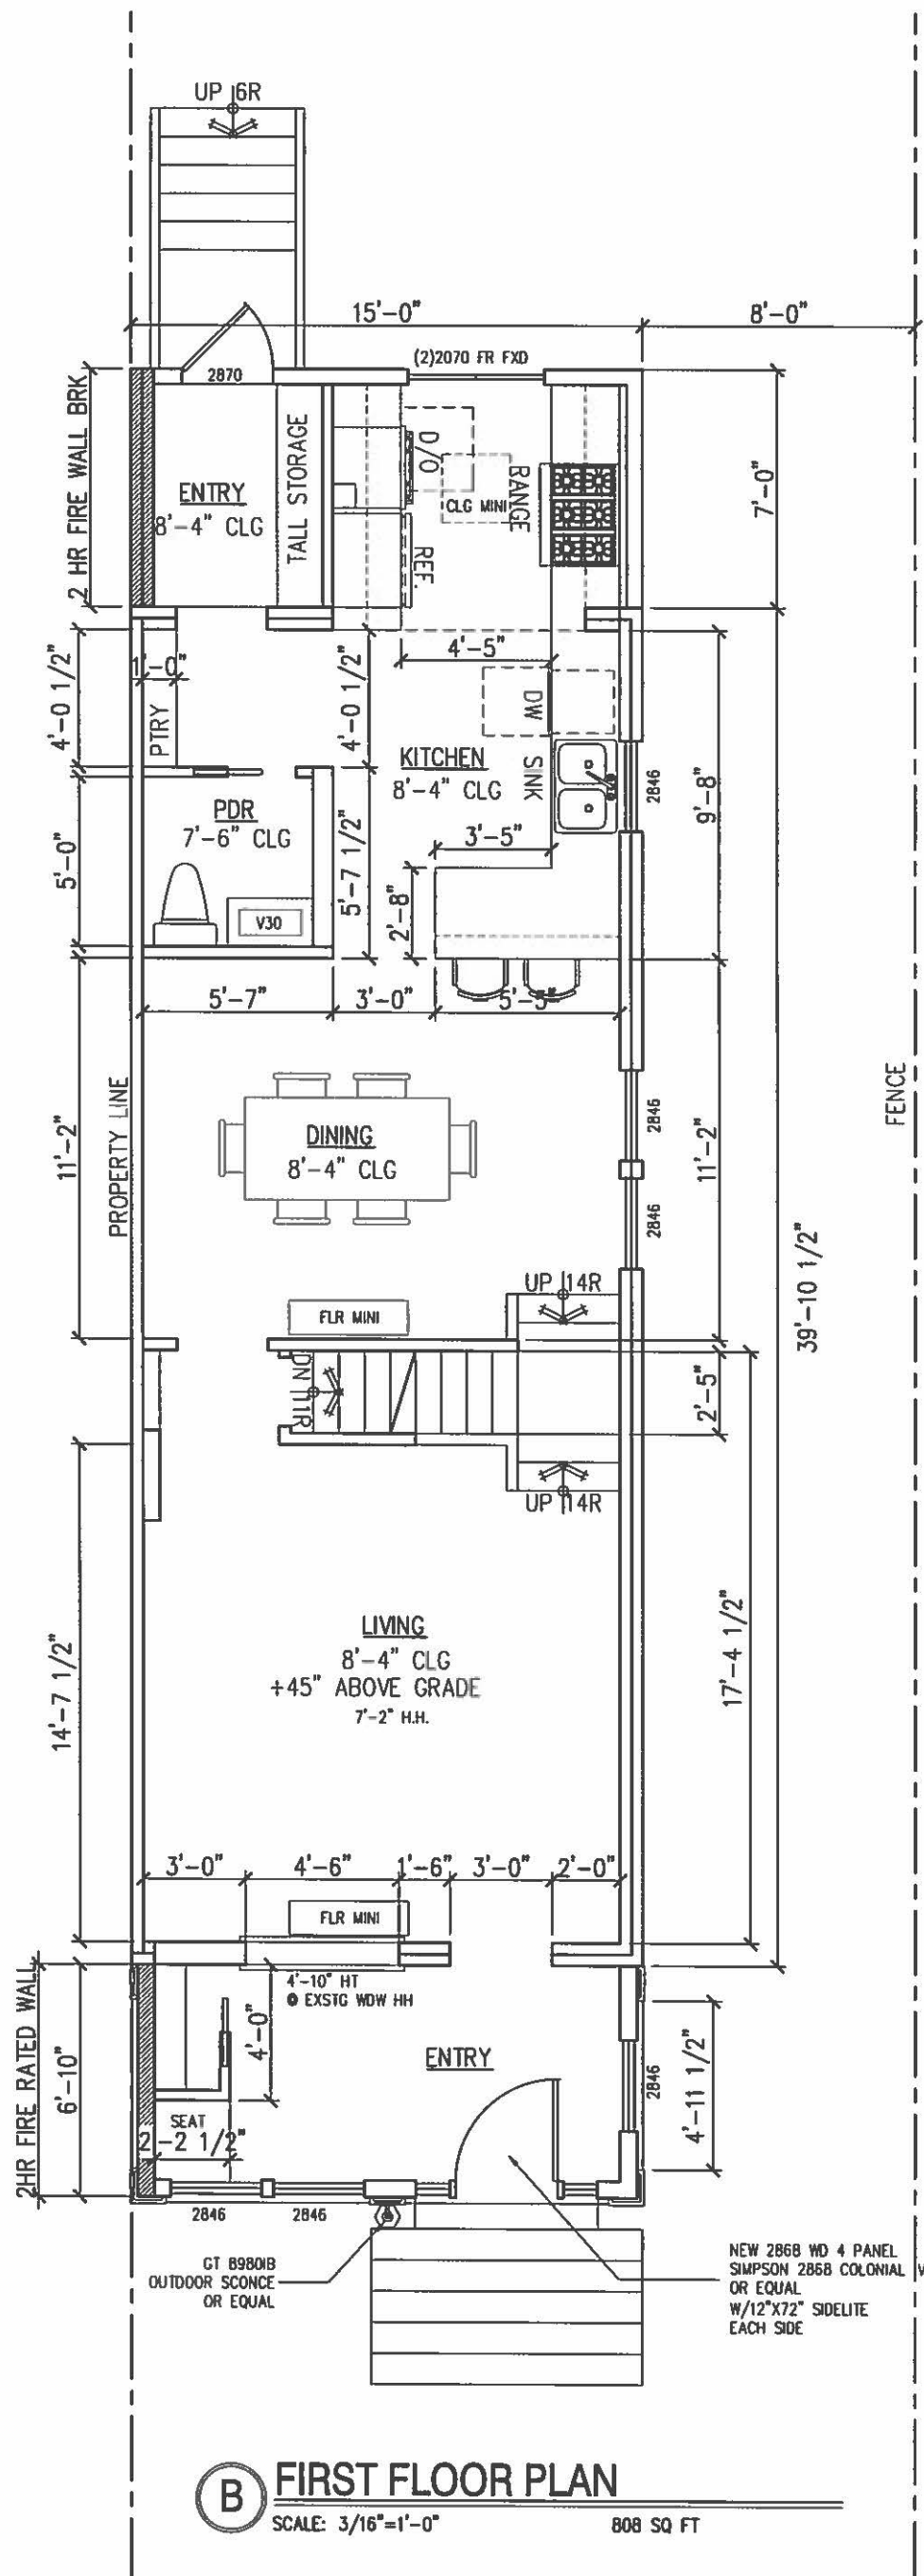 UP 6R
15'-0"
8'-0"
(2)2070 FR FXD
2870
2 HR FIRE WALL BRK
ENTRY
8'-4" CLG
TALL STORAGE
D/O
CLG MINI
RANGE
REF.
7'-0"
4'-0 1/2"
1'-0"
PTRY
4'-0 1/2"
4'-5"
DW
KITCHEN
8'-4" CLG
SINK
2846
9'-8"
PDR
7'-6" CLG
5'-0"
5'-7 1/2"
3'-5"
2'-8"
V30
5'-7"
3'-0"
5'-5"
PROPERTY LINE
FENCE
11'-2"
DINING
8'-4" CLG
2846
2846
11'-2"
39'-10 1/2"
UP 14R
FLR MINI
DN 11R
2'-5"
UP 14R
LIVING
8'-4" CLG
+45" ABOVE GRADE
7'-2" H.H.
14'-7 1/2"
17'-4 1/2"
3'-0"
4'-6"
1'-6"
3'-0"
2'-0"
FLR MINI
2HR FIRE RATED WALL
6'-10"
4'-10" HT
@ EXSTG WDW HH
4'-0"
ENTRY
2846
4'-11 1/2"
SEAT
2'-2 1/2"
2846
2846
GT 8980IB
OUTDOOR SCONCE
OR EQUAL
NEW 2868 WD 4 PANEL
SIMPSON 2868 COLONIAL
OR EQUAL
W/12"X72" SIDELITE
EACH SIDE
B
FIRST FLOOR PLAN
SCALE: 3/16"=1'-0"
808 SQ FT